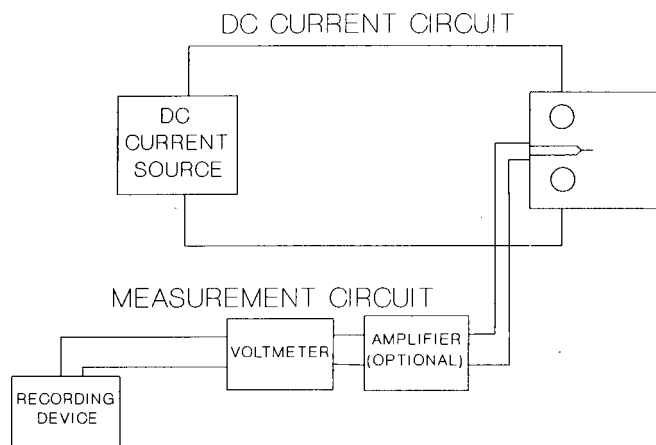 DC CURRENT CIRCUIT
DC
CURRENT
SOURCE
MEASUREMENT CIRCUIT
VOLTMETER
AMPLIFIER
(OPTIONAL)
RECORDING
DEVICE